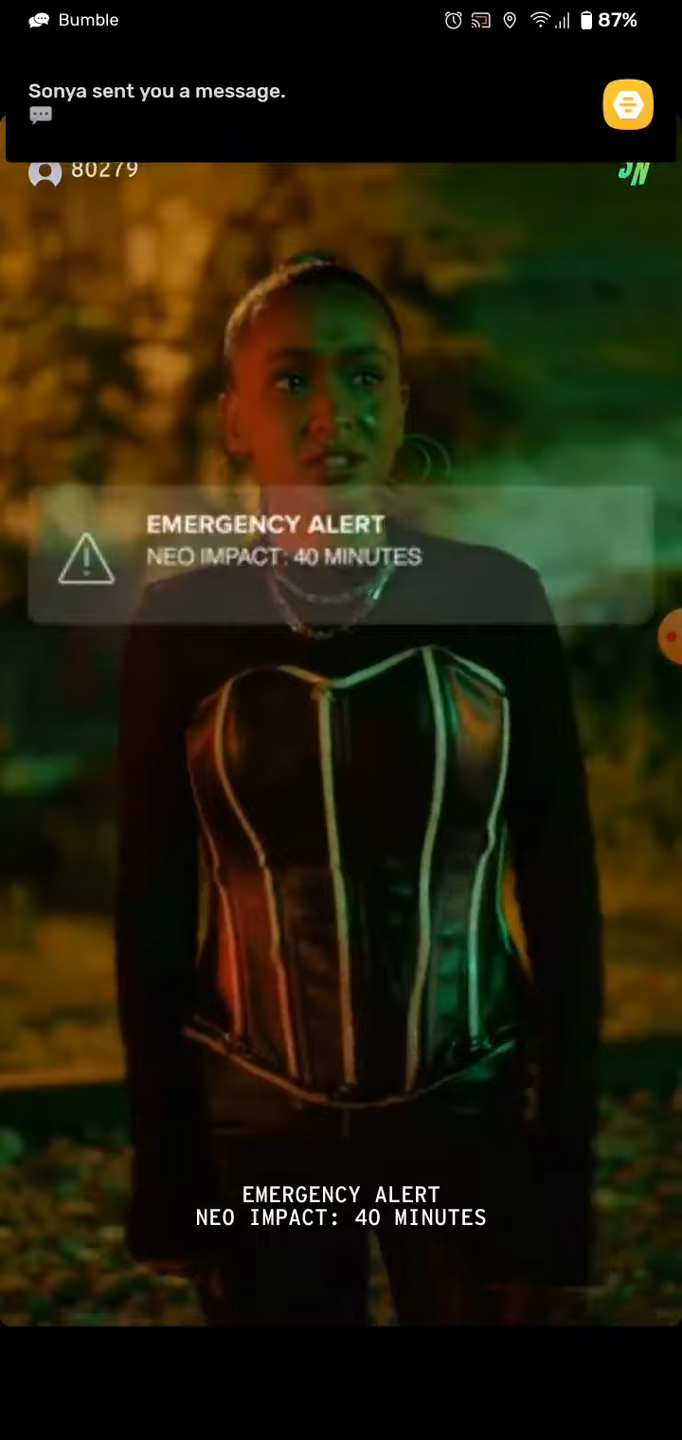 Bumble
87%
Sonya sent you a message.
80279
SN
EMERGENCY ALERT
NEO IMPACT: 40 MINUTES
EMERGENCY ALERT
NEO IMPACT: 40 MINUTES